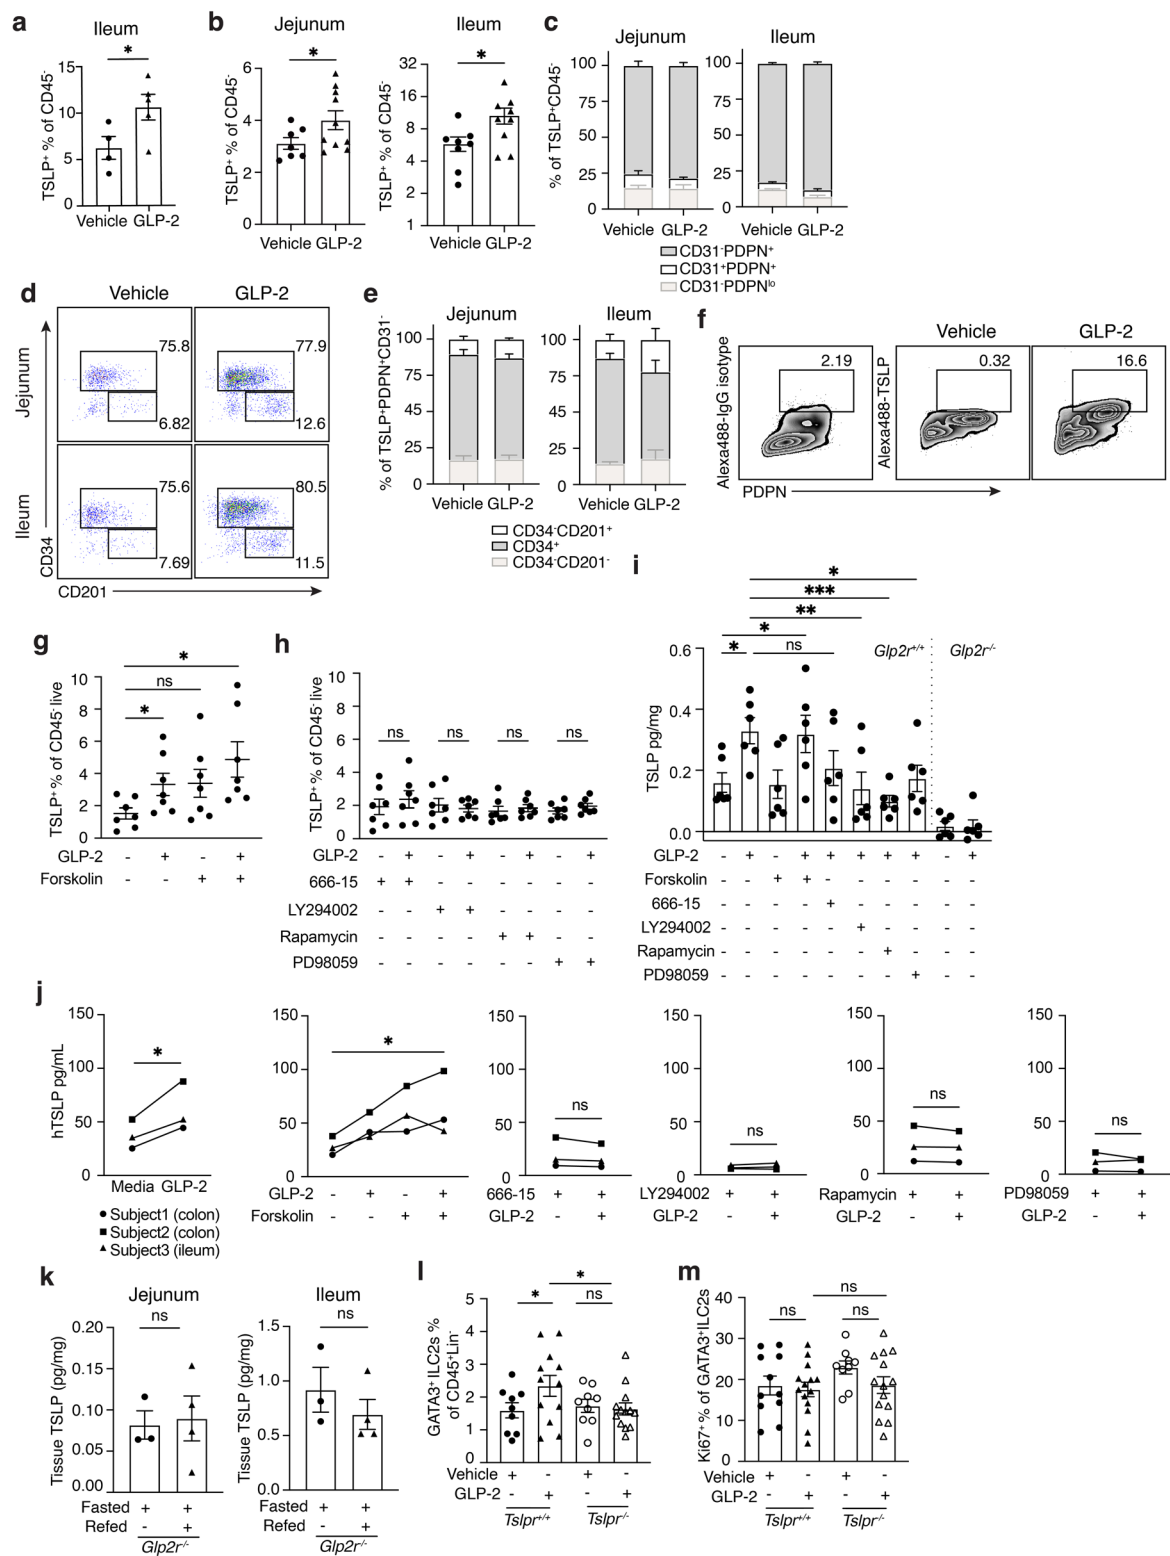 a
Ileum
*
TSLP⁺ % of CD45⁻
15
10
5
0
Vehicle GLP-2
b
Jejunum
*
TSLP⁺ % of CD45⁻
6
4
2
0
Vehicle GLP-2
Ileum
*
TSLP⁺ % of CD45⁻
32
16
8
4
2
1
Vehicle GLP-2
c
Jejunum
Ileum
% of TSLP⁺CD45⁻
100
75
50
25
0
Vehicle GLP-2
100
75
50
25
0
Vehicle GLP-2
CD31⁻PDPN⁺
CD31⁺PDPN⁺
CD31⁻PDPNˡᵒ
d
Vehicle
GLP-2
Jejunum
75.8
6.82
77.9
12.6
Ileum
75.6
7.69
80.5
11.5
CD34
CD201
e
Jejunum
Ileum
% of TSLP⁺PDPN⁺CD31⁻
100
75
45
25
0
Vehicle GLP-2
100
75
45
25
0
Vehicle GLP-2
CD34⁻CD201⁺
CD34⁺
CD34⁻CD201⁻
f
Vehicle
GLP-2
Alexa488-IgG isotype
2.19
Alexa488-TSLP
0.32
16.6
PDPN
g
*
ns
*
TSLP⁺ % of CD45⁻live
10
8
6
4
2
0
GLP-2 - + - +
Forskolin - - + +
h
TSLP⁺ % of CD45⁻live
10
8
6
4
2
0
ns ns ns ns
GLP-2 - + - + - + - +
666-15 + + - - - - - -
LY294002 - - + + - - - -
Rapamycin - - - - + + - -
PD98059 - - - - - - + +
i
*
***
**
*
* ns
Glp2r⁺/⁺ Glp2r⁻/⁻
TSLP pg/mg
0.6
0.4
0.2
0.0
GLP-2 - + - + + + + + - +
Forskolin - - + + - - - - - -
666-15 - - - - + - - - - -
LY294002 - - - - - + - - - -
Rapamycin - - - - - - + - - -
PD98059 - - - - - - - + - -
j
hTSLP pg/mL
150
100
50
0
*
Media GLP-2
Subject1 (colon)
Subject2 (colon)
Subject3 (ileum)
150
100
50
0
*
GLP-2 - + - +
Forskolin - - + +
150
100
50
0
ns
666-15 + +
GLP-2 - +
150
100
50
0
ns
LY294002 + +
GLP-2 - +
150
100
50
0
ns
Rapamycin + +
GLP-2 - +
150
100
50
0
ns
PD98059 + +
GLP-2 - +
k
Jejunum
ns
Tissue TSLP (pg/mg)
0.20
0.15
0.10
0.05
0.00
Fasted + +
Refed - +
Glp2r⁻/⁻
Ileum
ns
Tissue TSLP (pg/mg)
1.5
1.0
0.5
0.0
+ +
- +
Glp2r⁻/⁻
l
*
* ns
GATA3⁺ ILC2s %
of CD45⁺Lin⁻
5
4
3
2
1
0
Vehicle + - + -
GLP-2 - + - +
Tslpr⁺/⁺ Tslpr⁻/⁻
m
ns
ns ns
Ki67⁺ % of GATA3⁺ILC2s
40
30
20
10
0
Vehicle + - + -
GLP-2 - + - +
Tslpr⁺/⁺ Tslpr⁻/⁻